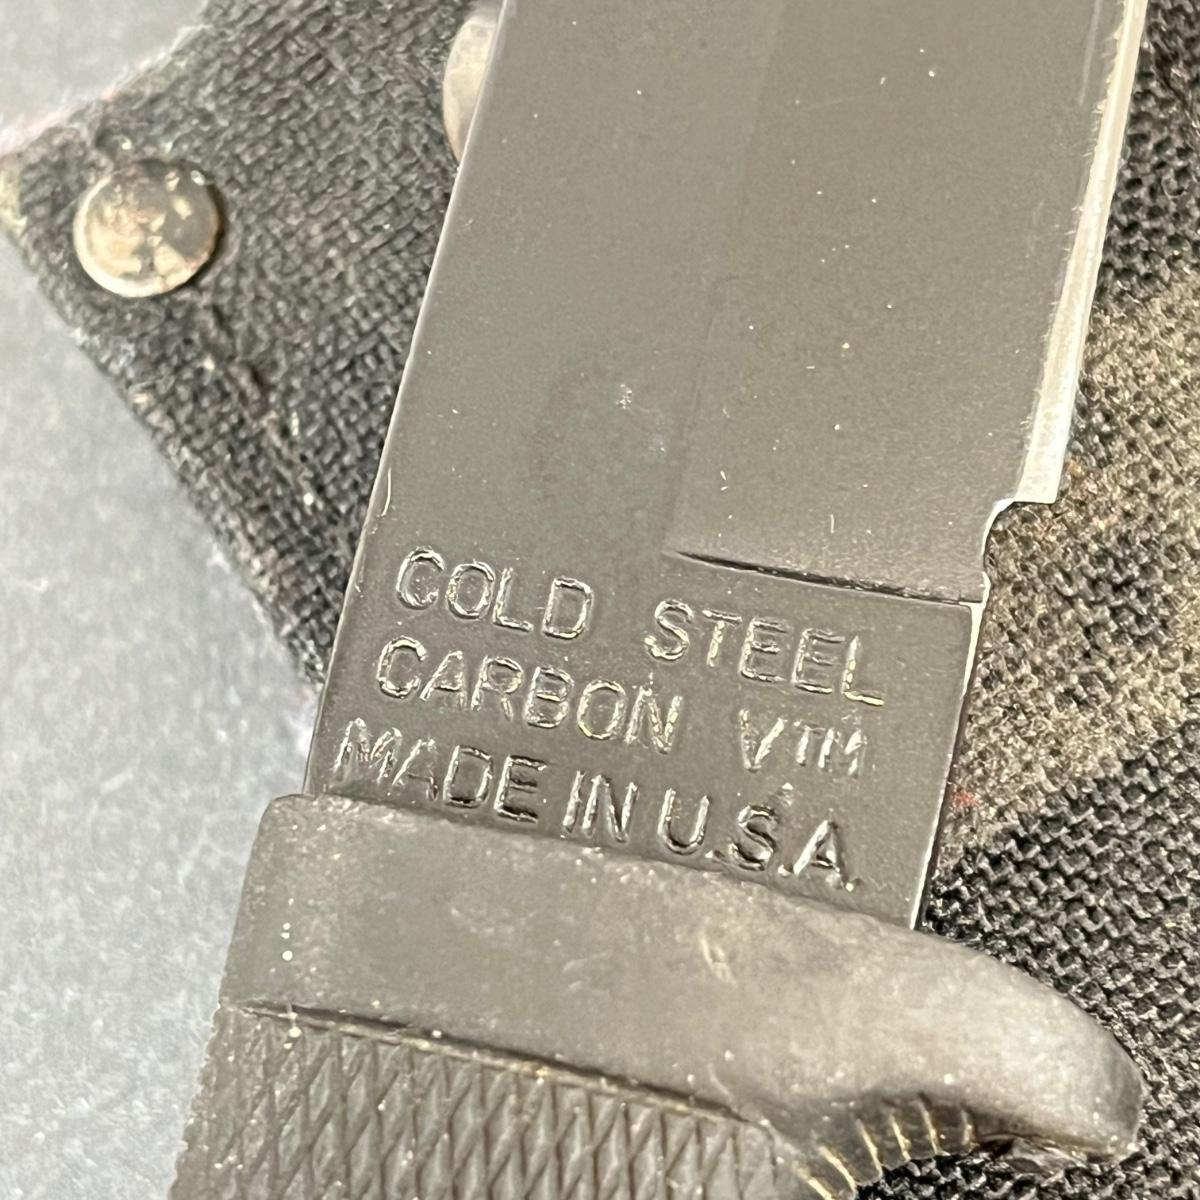 COLD STEEL
CARBON V™
MADE IN U.S.A.